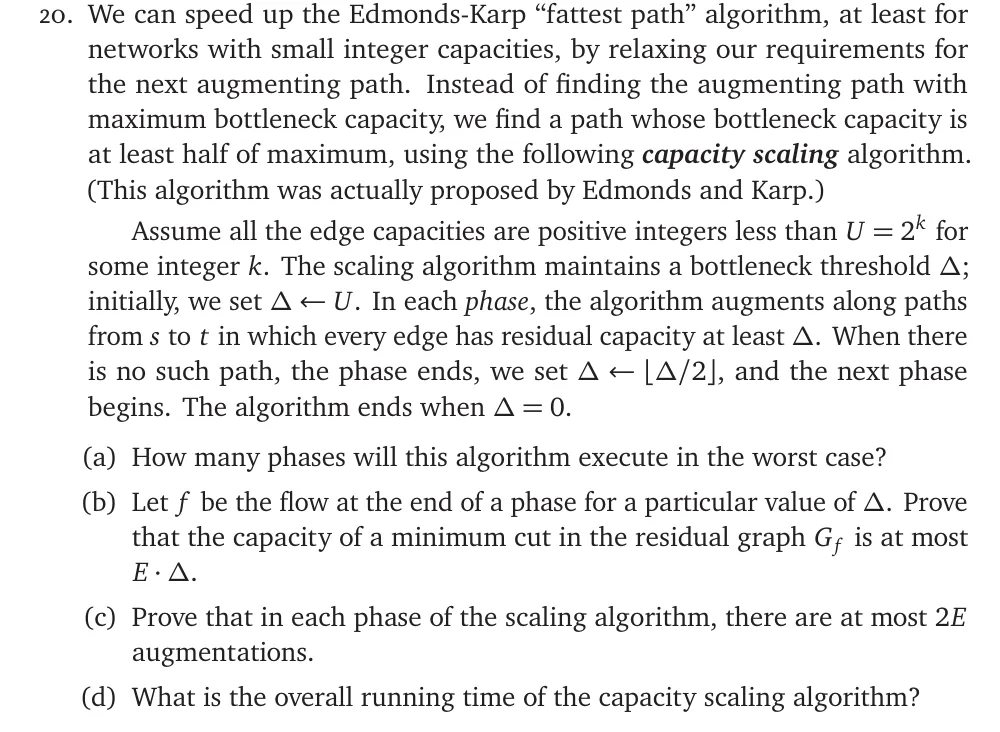 20. We can speed up the Edmonds-Karp “fattest path” algorithm, at least for
networks with small integer capacities, by relaxing our requirements for
the next augmenting path. Instead of finding the augmenting path with
maximum bottleneck capacity, we find a path whose bottleneck capacity is
at least half of maximum, using the following capacity scaling algorithm.
(This algorithm was actually proposed by Edmonds and Karp.)
Assume all the edge capacities are positive integers less than U = 2^k for
some integer k. The scaling algorithm maintains a bottleneck threshold Δ;
initially, we set Δ ← U. In each phase, the algorithm augments along paths
from s to t in which every edge has residual capacity at least Δ. When there
is no such path, the phase ends, we set Δ ← ⌊Δ/2⌋, and the next phase
begins. The algorithm ends when Δ = 0.
(a) How many phases will this algorithm execute in the worst case?
(b) Let f be the flow at the end of a phase for a particular value of Δ. Prove
that the capacity of a minimum cut in the residual graph G_f is at most
E · Δ.
(c) Prove that in each phase of the scaling algorithm, there are at most 2E
augmentations.
(d) What is the overall running time of the capacity scaling algorithm?